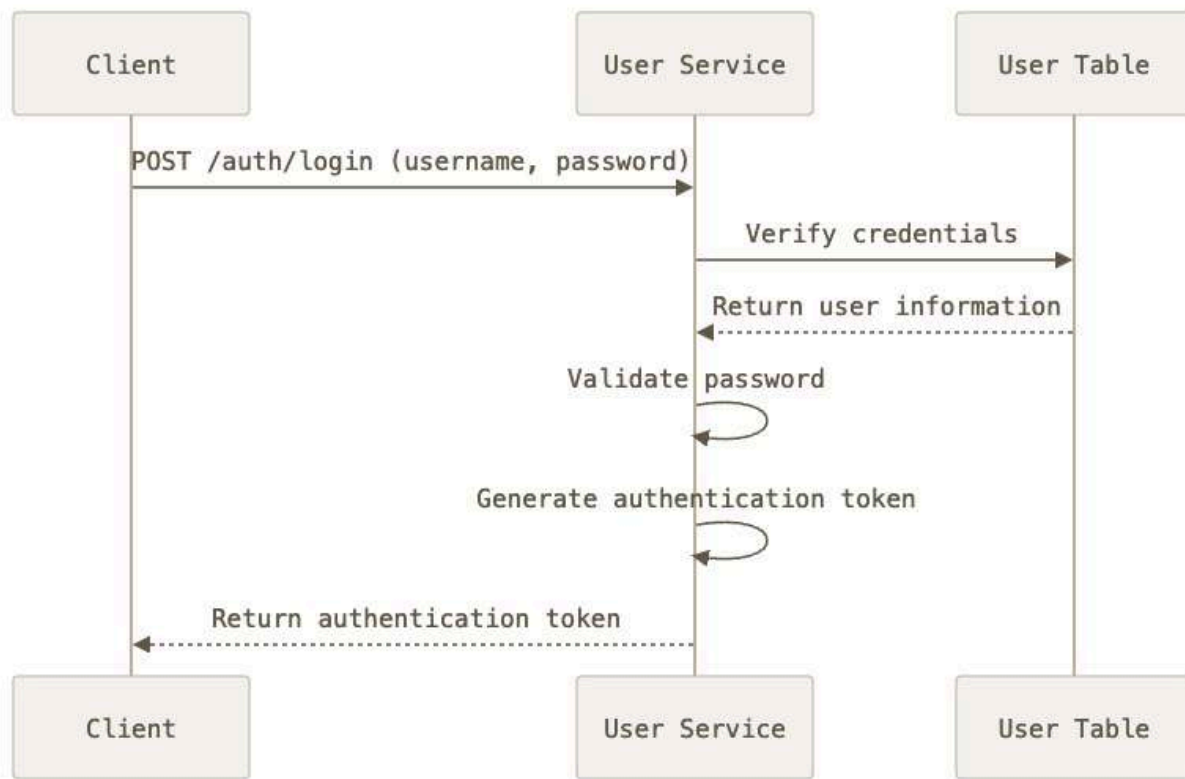 Client
User Service
User Table
POST /auth/login (username, password)
Verify credentials
Return user information
Validate password
Generate authentication token
Return authentication token
Client
User Service
User Table